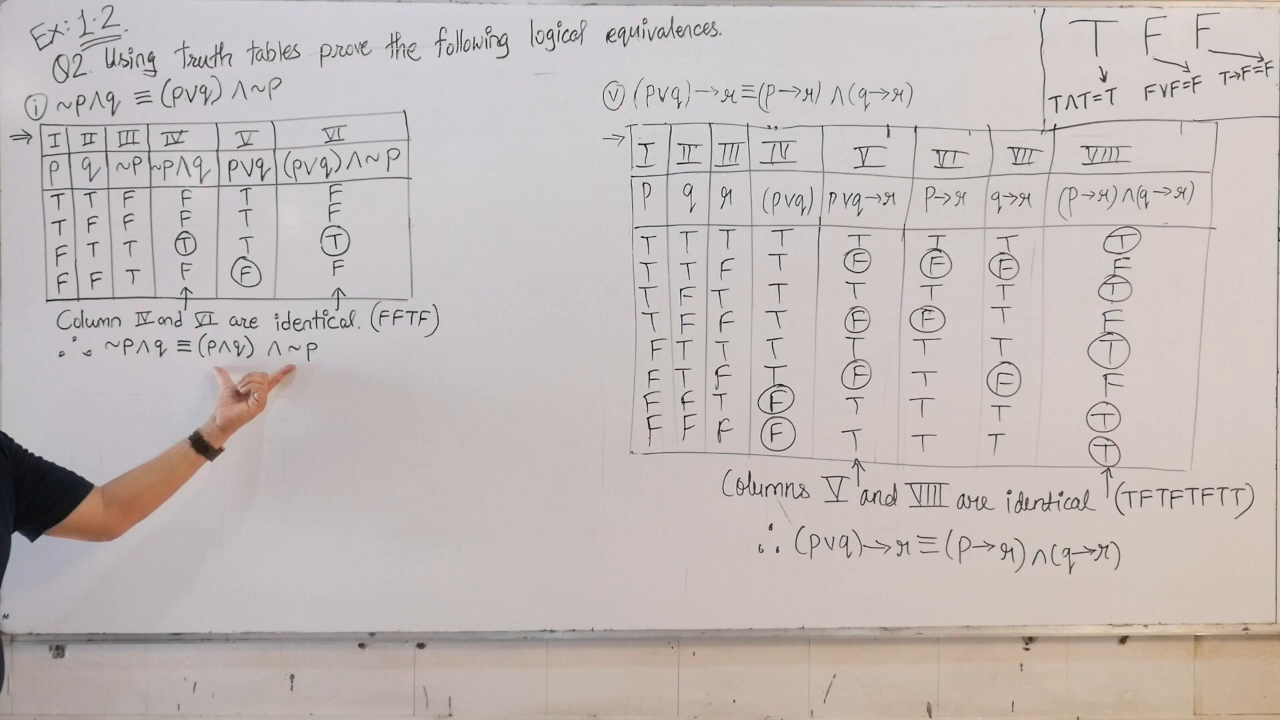 Ex: 1.2.
Q2. Using truth tables prove the following logical equivalences.
T F F
T∧T=T F∨F=F T→F=F
(i) ~p∧q ≡ (p∨q) ∧~p
I II III IV V VI
p q ~p ~p∧q p∨q (p∨q)∧~p
T T F F T F
T F F F T F
F T T T T T
F F T F F F
Column IV and VI are identical. (FFTF)
∴ ~p∧q ≡ (p∧q) ∧ ~p
(v) (p∨q)→r ≡ (p→r) ∧ (q→r)
I II III IV V VI VII VIII
p q r (p∨q) p∨q→r p→r q→r (p→r)∧(q→r)
T T T T T T T T
T T F T F F F F
T F T T T T T T
T F F T F F T F
F T T T T T T T
F T F T F T F F
F F T F T T T T
F F F F T T T T
Columns V and VIII are identical (TFTFTFTT)
∴ (p∨q)→r ≡ (p→r)∧(q→r)